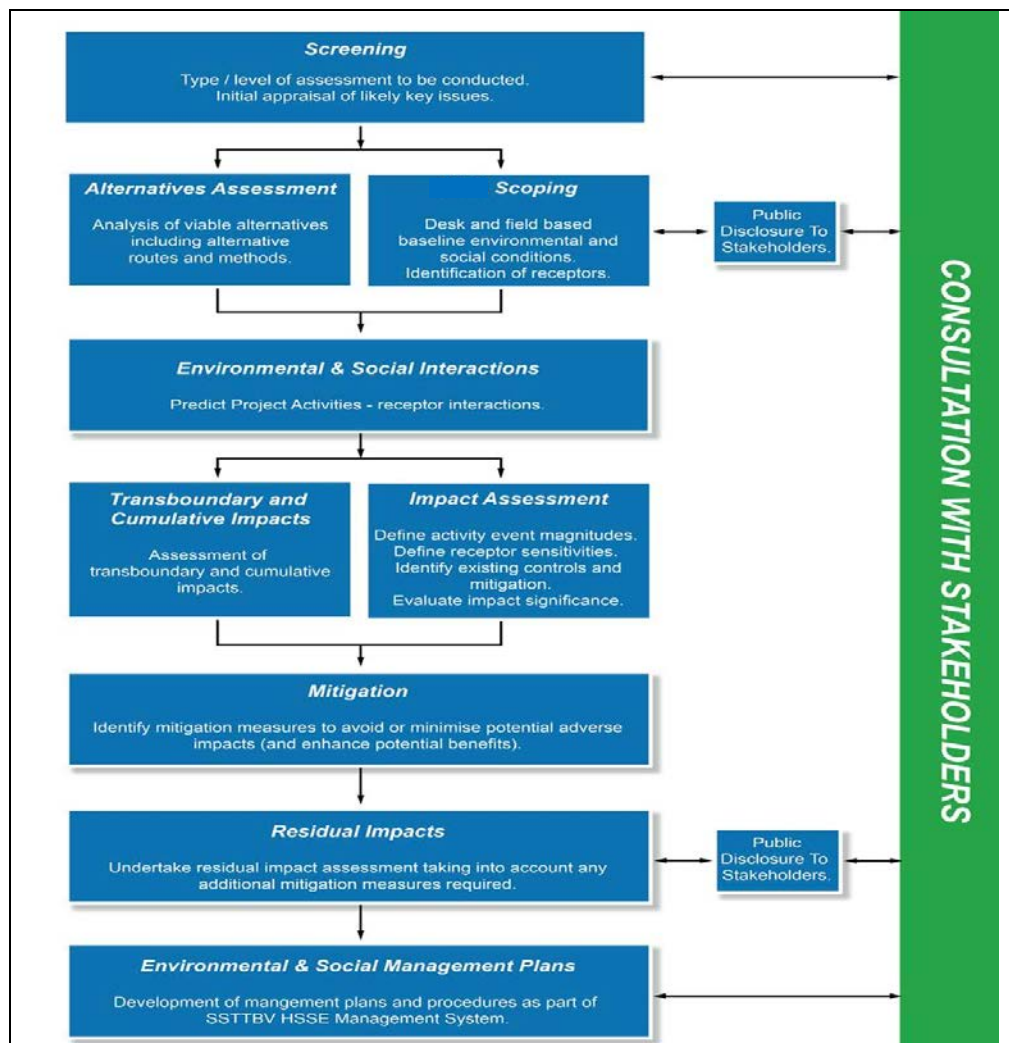 Screening
Type / level of assessment to be conducted.
Initial appraisal of likely key issues.
Alternatives Assessment
Analysis of viable alternatives
including alternative
routes and methods.
Scoping
Desk and field based
baseline environmental and
social conditions.
Identification of receptors.
Public
Disclosure To
Stakeholders.
Environmental & Social Interactions
Predict Project Activities - receptor interactions.
Transboundary and
Cumulative Impacts
Assessment of
transboundary and cumulative
impacts.
Impact Assessment
Define activity event magnitudes.
Define receptor sensitivities.
Identify existing controls and
mitigation.
Evaluate impact significance.
Mitigation
Identify mitigation measures to avoid or minimise potential adverse
impacts (and enhance potential benefits).
Residual Impacts
Undertake residual impact assessment taking into account any
additional mitigation measures required.
Public
Disclosure To
Stakeholders.
Environmental & Social Management Plans
Development of mangement plans and procedures as part of
SSTTBV HSSE Management System.
CONSULTATION WITH STAKEHOLDERS